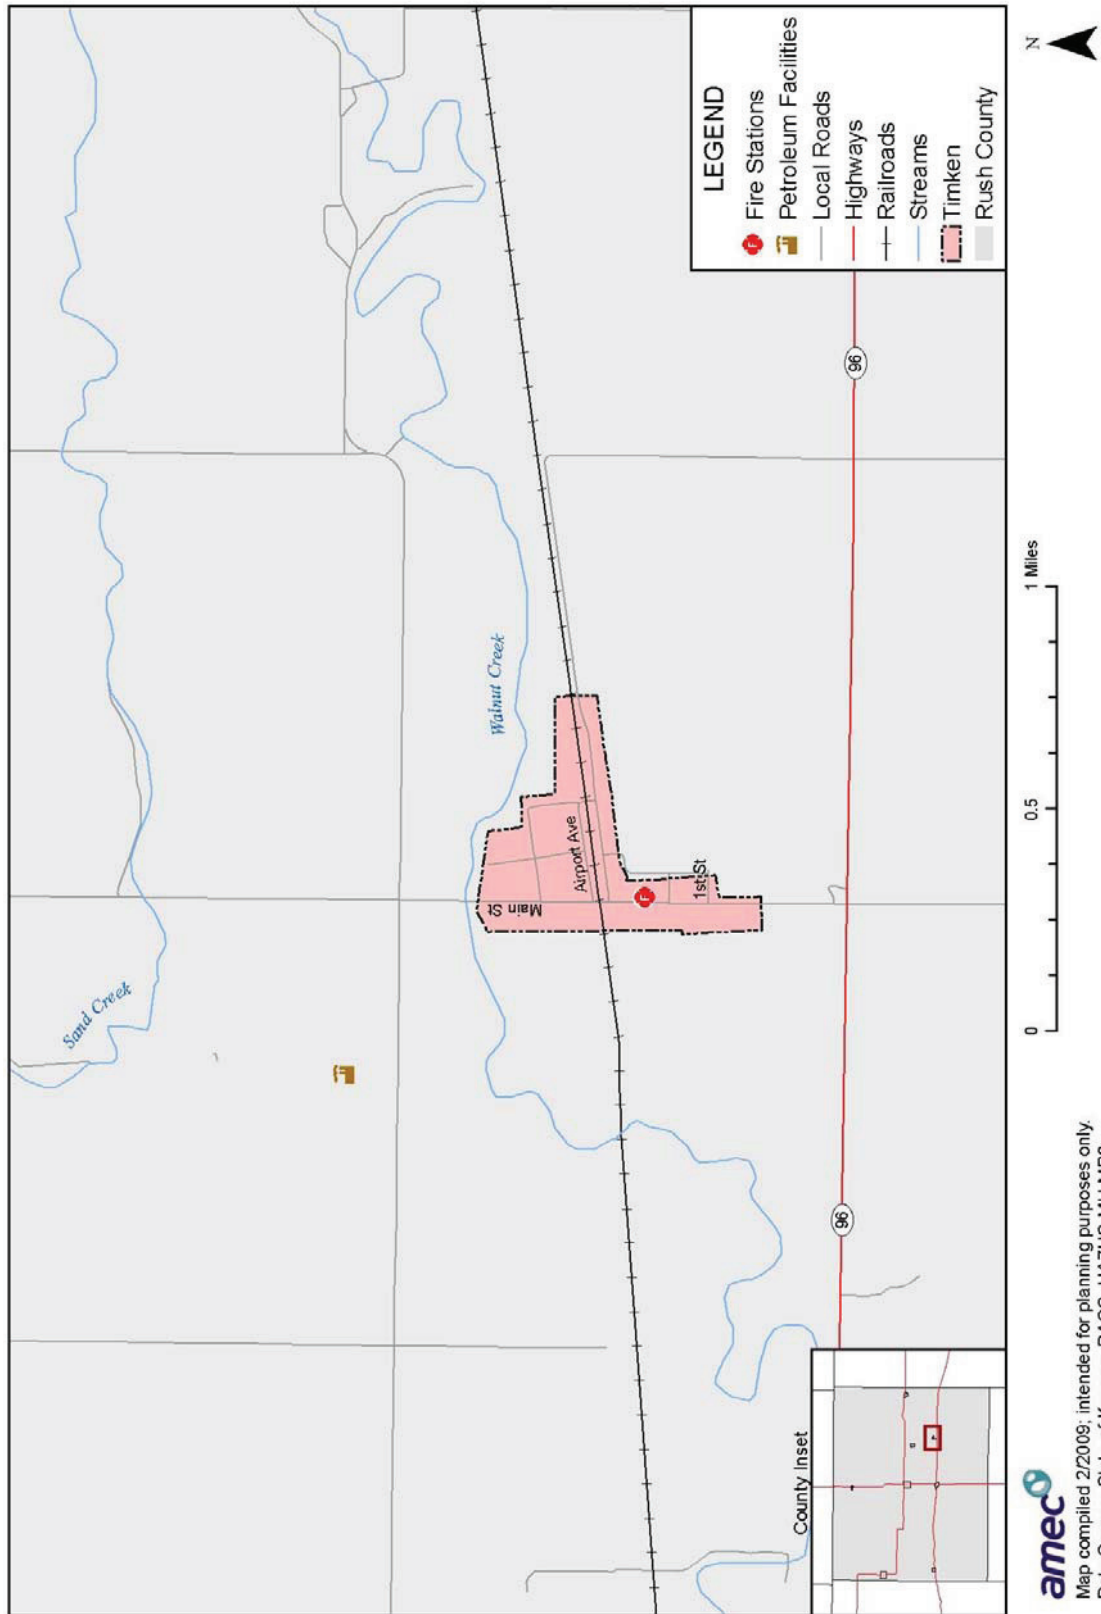 Sand Creek
Walnut Creek
Main St
Airport Ave
F
1st St
96
96
LEGEND
F Fire Stations
Petroleum Facilities
Local Roads
Highways
Railroads
Streams
Timken
Rush County
County Inset
N
0 0.5 1 Miles
amec
Map compiled 2/2009; intended for planning purposes only.